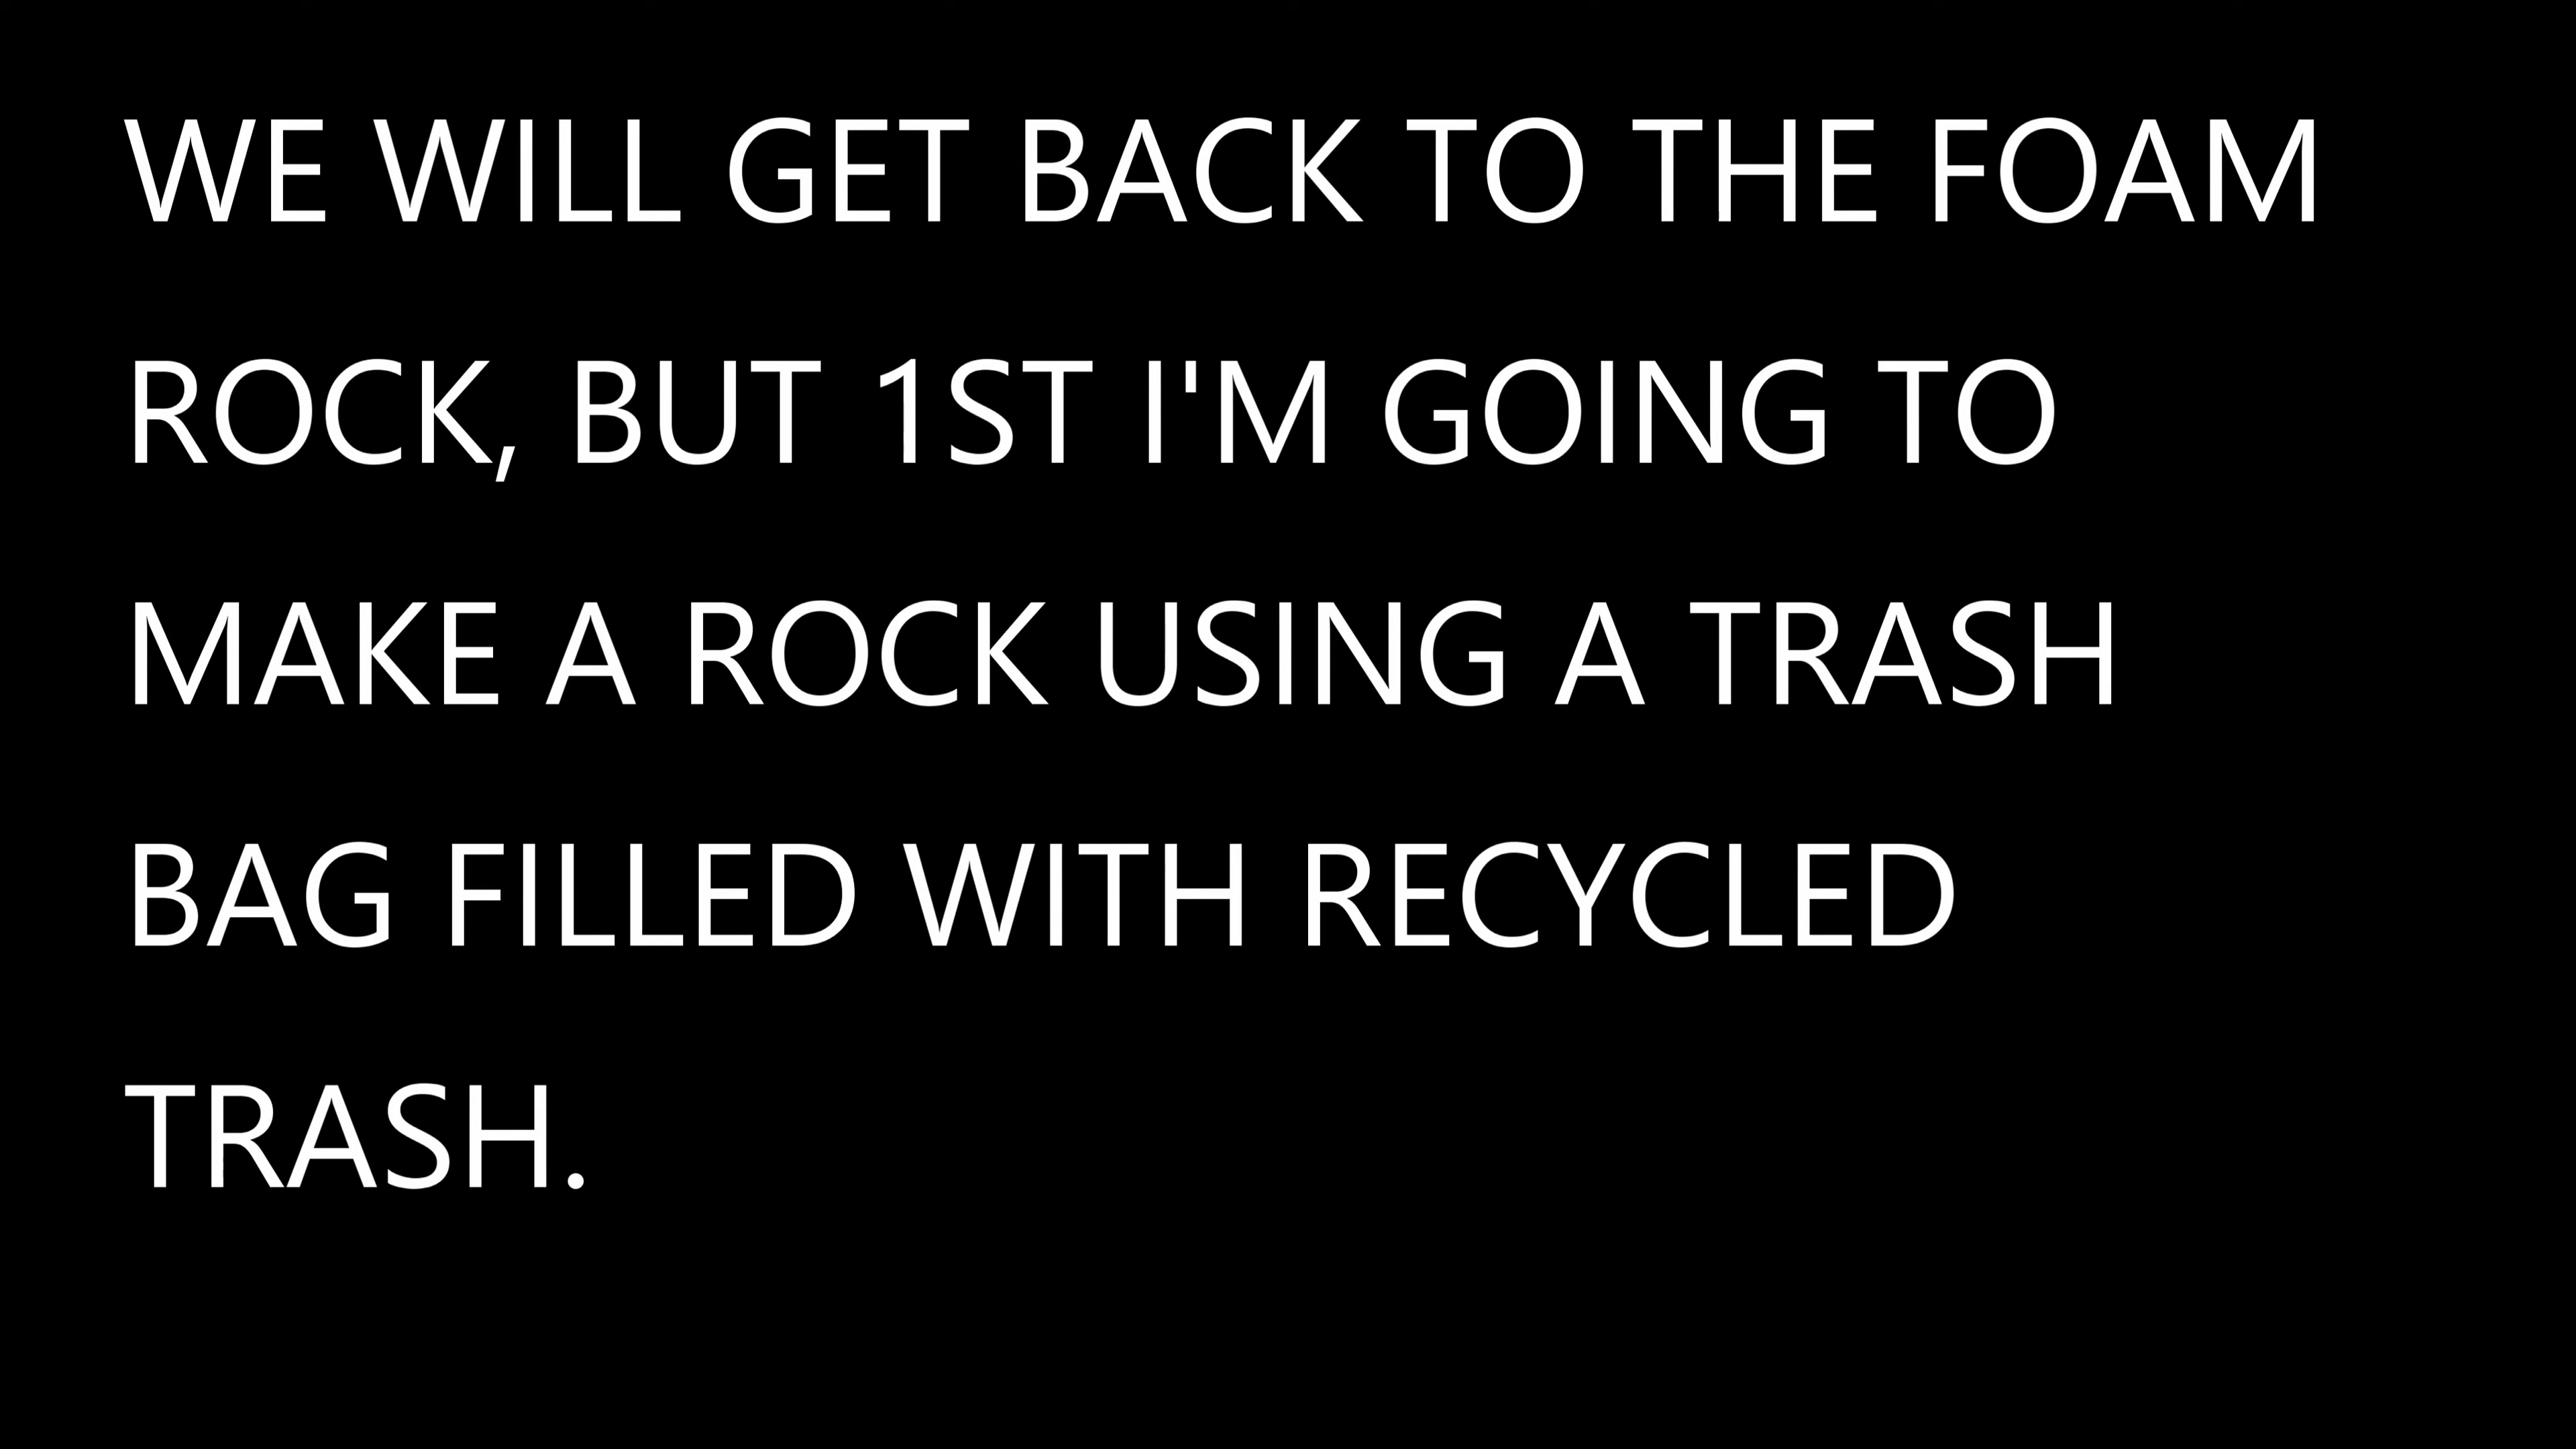 WE WILL GET BACK TO THE FOAM
ROCK, BUT 1ST I'M GOING TO
MAKE A ROCK USING A TRASH
BAG FILLED WITH RECYCLED
TRASH.